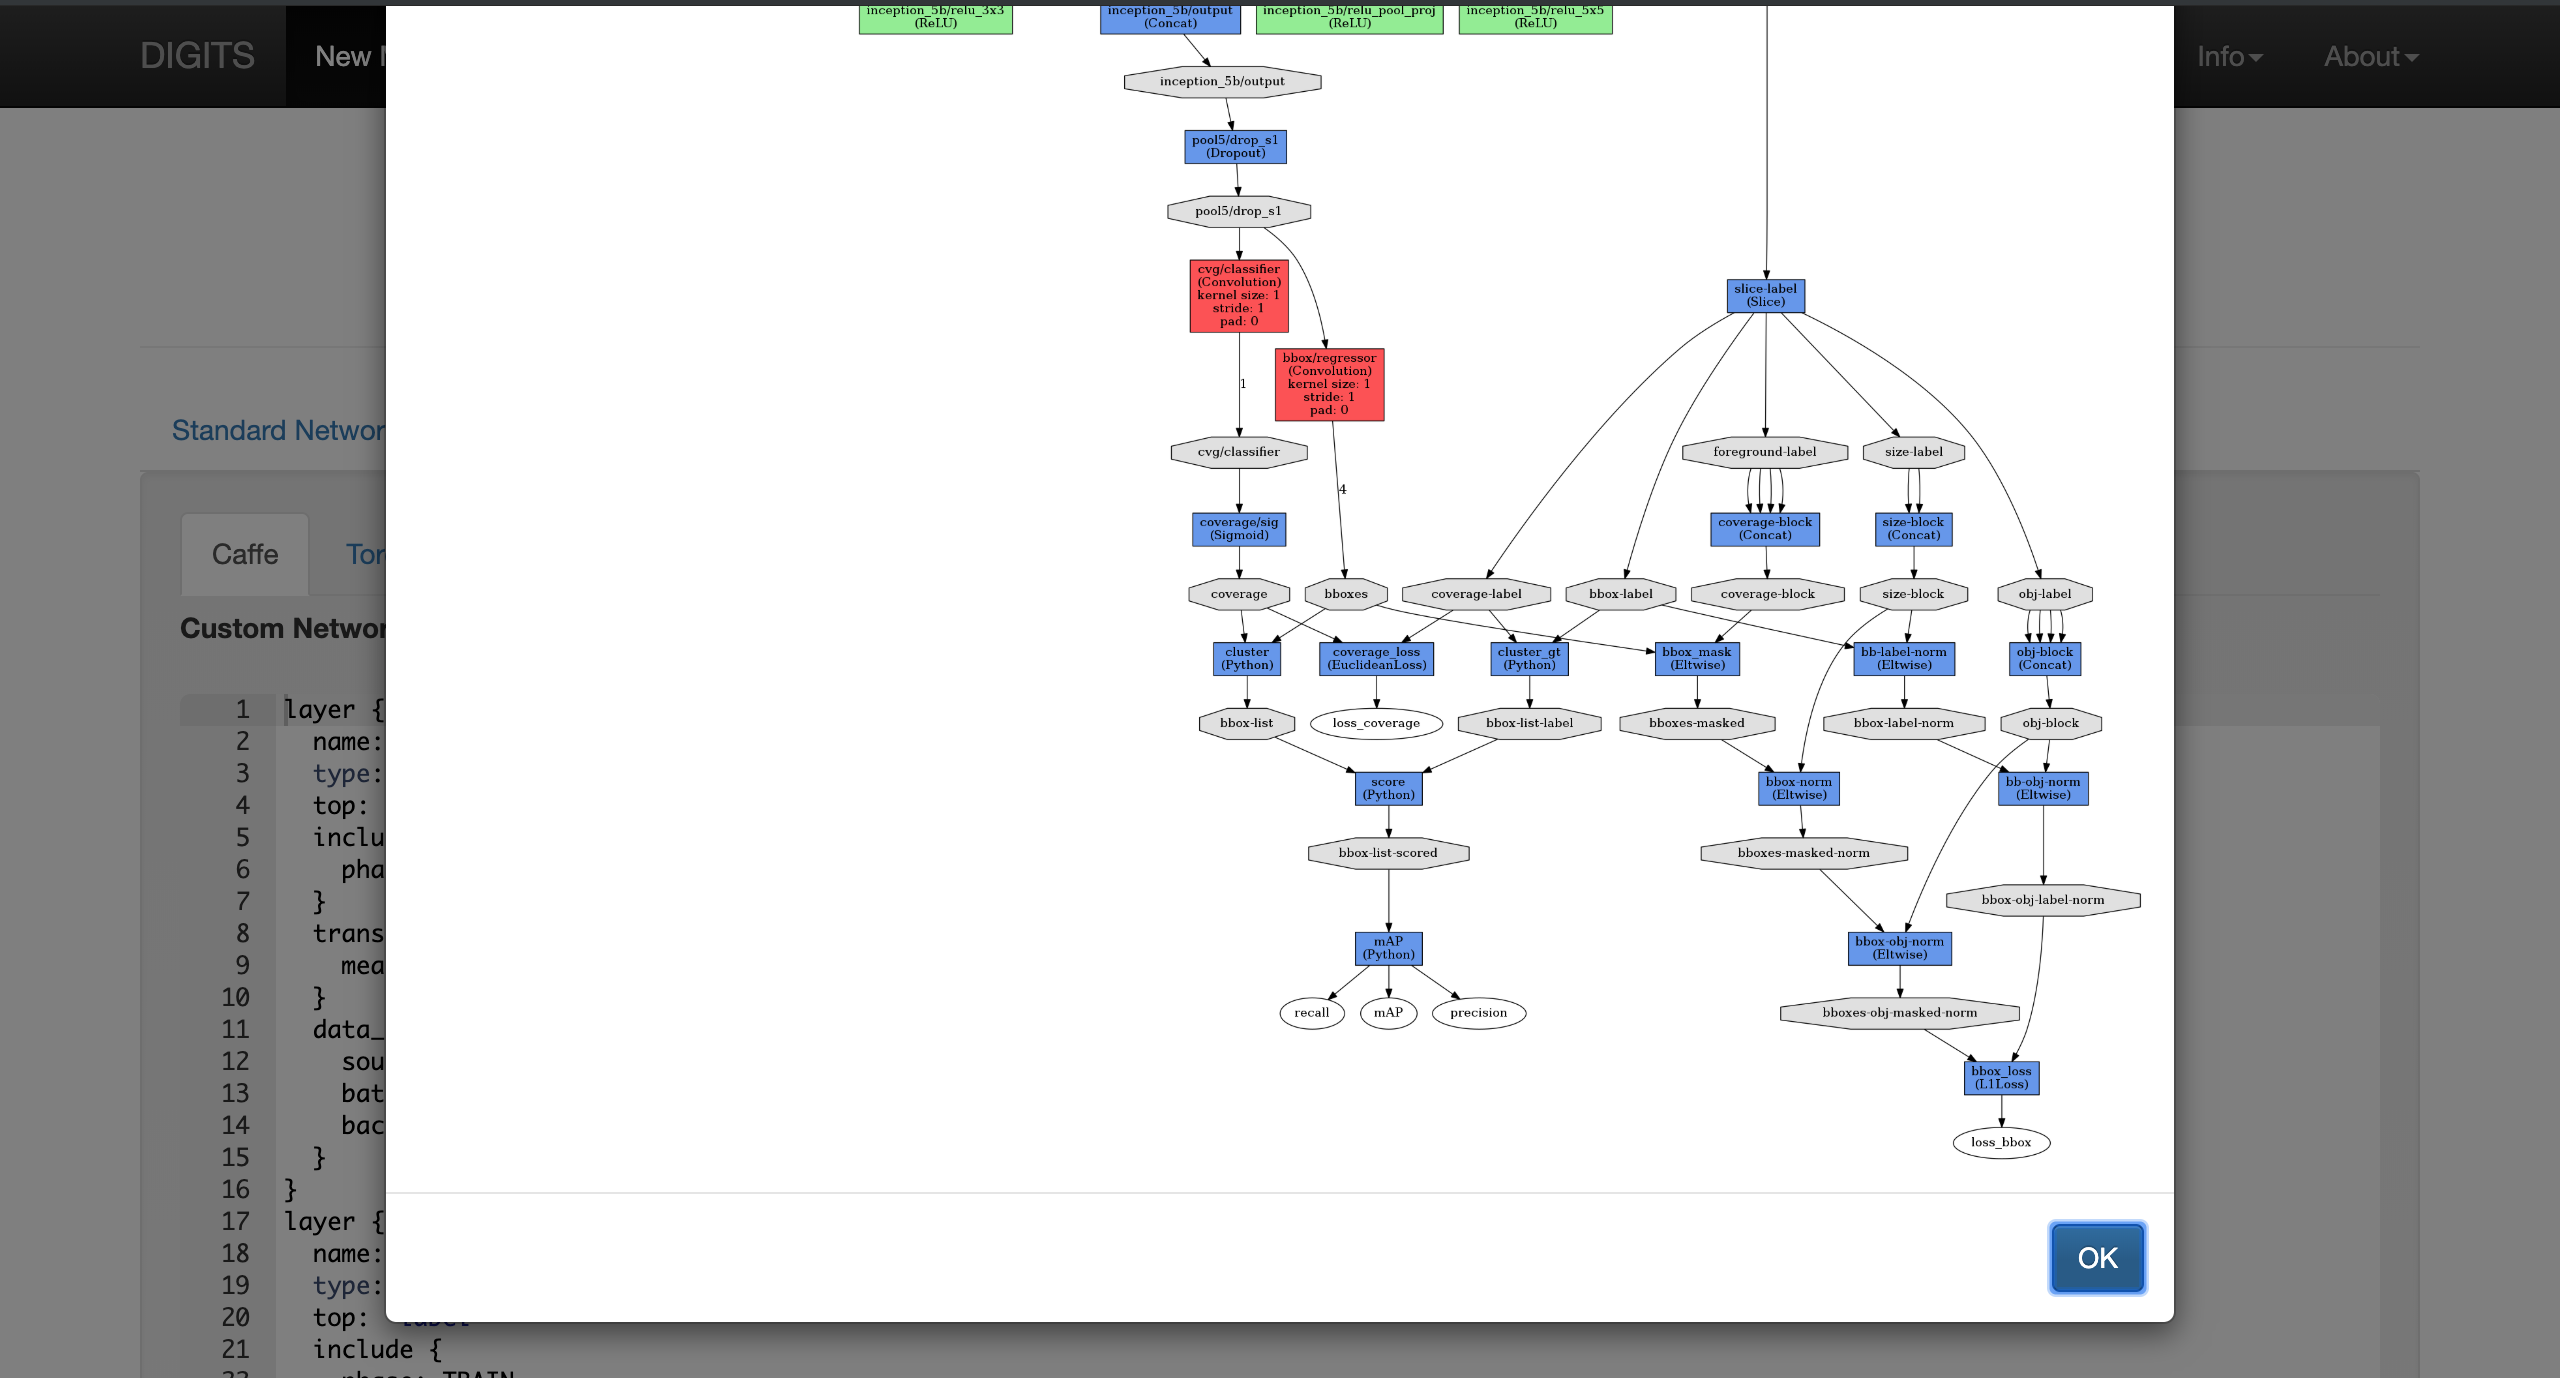 DIGITS
New
Info
About
Standard Networ
Caffe
Tor
Custom Networ
1 layer {
2 name:
3 type:
4 top:
5 inclu
6 pha
7 }
8 trans
9 mea
10 }
11 data_
12 sou
13 bat
14 bac
15 }
16 }
17 layer {
18 name:
19 type:
20 top: "label"
21 include {
22 phase: TRAIN
inception_5b/relu_3x3
(ReLU)
inception_5b/output
(Concat)
inception_5b/relu_pool_proj
(ReLU)
inception_5b/relu_5x5
(ReLU)
inception_5b/output
pool5/drop_s1
(Dropout)
pool5/drop_s1
cvg/classifier
(Convolution)
kernel size: 1
stride: 1
pad: 0
slice-label
(Slice)
bbox/regressor
(Convolution)
kernel size: 1
stride: 1
pad: 0
1
cvg/classifier
foreground-label
size-label
4
coverage/sig
(Sigmoid)
coverage-block
(Concat)
size-block
(Concat)
coverage
bboxes
coverage-label
bbox-label
coverage-block
size-block
obj-label
cluster
(Python)
coverage_loss
(EuclideanLoss)
cluster_gt
(Python)
bbox_mask
(Eltwise)
bb-label-norm
(Eltwise)
obj-block
(Concat)
bbox-list
loss_coverage
bbox-list-label
bboxes-masked
bbox-label-norm
obj-block
score
(Python)
bbox-norm
(Eltwise)
bb-obj-norm
(Eltwise)
bbox-list-scored
bboxes-masked-norm
bbox-obj-label-norm
mAP
(Python)
bbox-obj-norm
(Eltwise)
recall
mAP
precision
bboxes-obj-masked-norm
bbox_loss
(L1Loss)
loss_bbox
OK